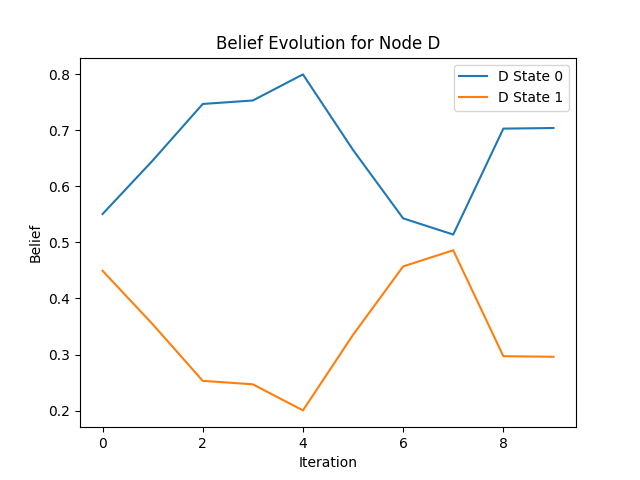 Belief Evolution for Node D
D State 0
D State 1
Belief
0.8
0.7
0.6
0.5
0.4
0.3
0.2
0 2 4 6 8
Iteration